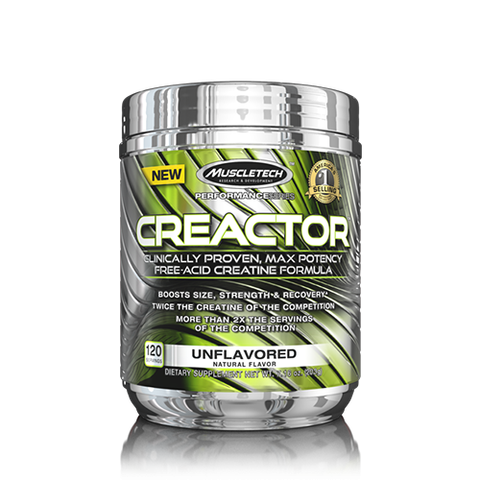 NEW
MUSCLETECH
RESEARCH & DEVELOPMENT
PERFORMANCE SERIES
AMERICA'S
#1
SELLING
CREACTOR
CLINICALLY PROVEN, MAX POTENCY
FREE-ACID CREATINE FORMULA
BOOSTS SIZE, STRENGTH & RECOVERY
TWICE THE CREATINE OF THE COMPETITION
MORE THAN 2X THE SERVINGS
OF THE COMPETITION
120
SERVINGS
UNFLAVORED
NATURAL FLAVOR
DIETARY SUPPLEMENT NET WT.